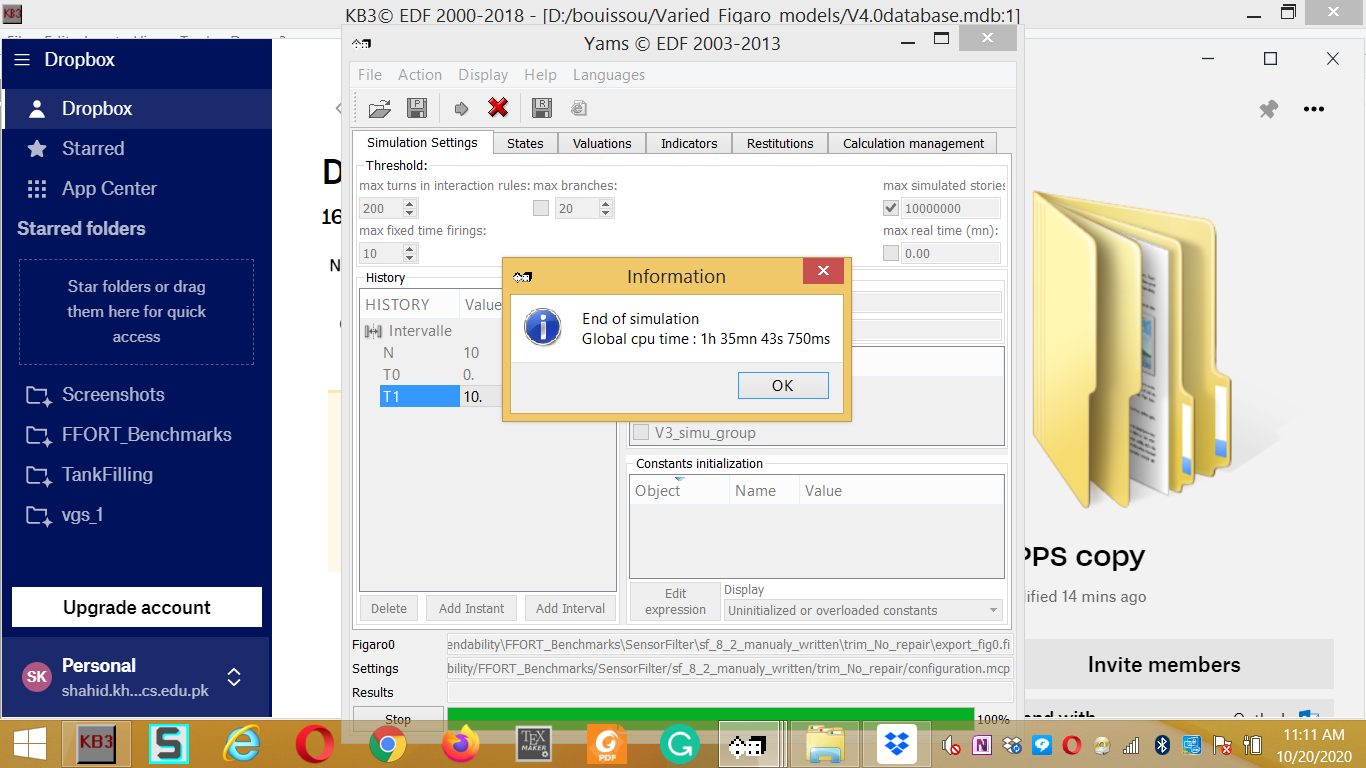 KB3
KB3© EDF 2000-2018 - [D:/bouissou/Varied_Figaro_models/V4.0database.mdb:1]
Dropbox
Dropbox
Starred
App Center
Starred folders
Star folders or drag
them here for quick
access
Screenshots
FFORT_Benchmarks
TankFilling
vgs_1
Upgrade account
SK
Personal
shahid.kh...cs.edu.pk
D
16
N
Yams © EDF 2003-2013
File Action Display Help Languages
P R
Simulation Settings States Valuations Indicators Restitutions Calculation management
Threshold:
max turns in interaction rules: max branches: max simulated stories
200 20 10000000
max fixed time firings: max real time (mn):
10 0.00
History
HISTORY Value
Intervalle
N 10
T0 0.
T1 10.
Information
End of simulation
Global cpu time : 1h 35mn 43s 750ms
OK
V3_simu_group
Constants initialization
Object Name Value
Delete Add Instant Add Interval
Edit
expression
Display
Uninitialized or overloaded constants
Figaro0 endability\FFORT_Benchmarks\SensorFilter\sf_8_2_manualy_written\trim_No_repair\export_fig0.fi
Settings bility/FFORT_Benchmarks/SensorFilter/sf_8_2_manualy_written/trim_No_repair/configuration.mcp
Results
Stop 100%
PPS copy
ified 14 mins ago
Invite members
KB3 S TEX MAKER PDF G N
11:11 AM
10/20/2020